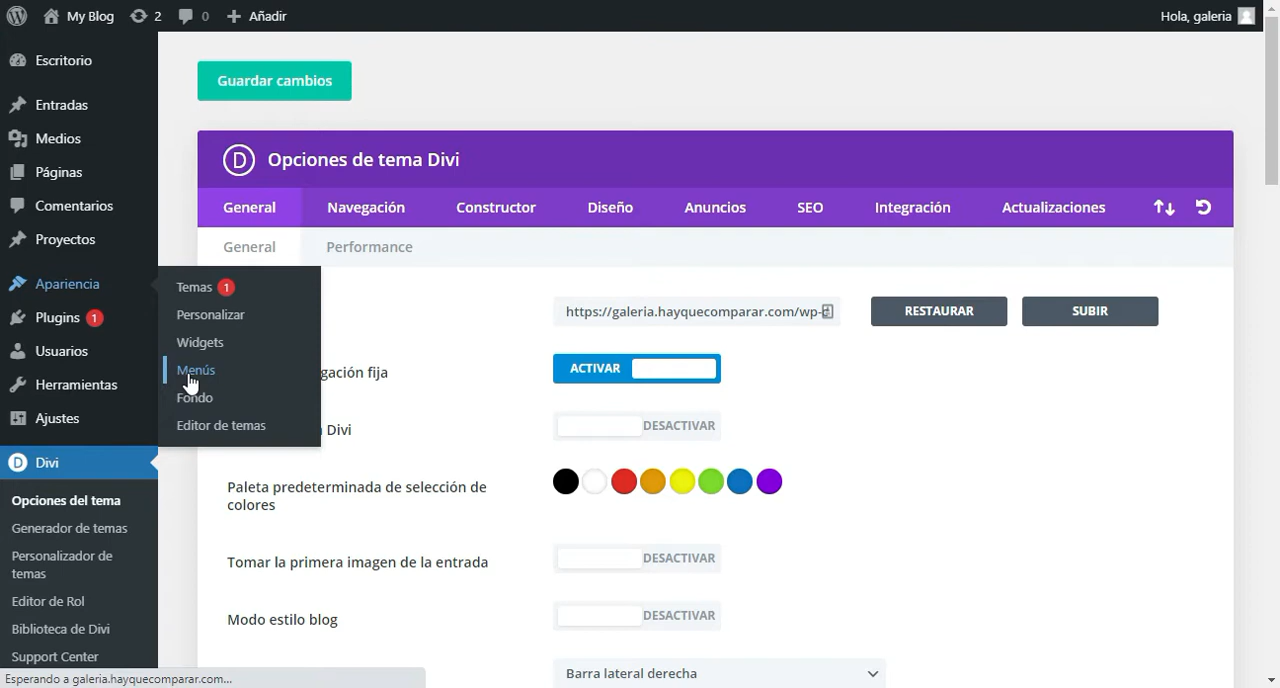 My Blog 2 0 Añadir Hola, galeria
Escritorio
Entradas
Medios
Páginas
Comentarios
Proyectos
Apariencia
Plugins 1
Usuarios
Herramientas
Ajustes
Divi
Opciones del tema
Generador de temas
Personalizador de
temas
Editor de Rol
Biblioteca de Divi
Support Center
Esperando a galeria.hayquecomparar.com...
Temas 1
Personalizar
Widgets
Menús
Fondo
Editor de temas
Guardar cambios
D Opciones de tema Divi
General Navegación Constructor Diseño Anuncios SEO Integración Actualizaciones
General Performance
https://galeria.hayquecomparar.com/wp- RESTAURAR SUBIR
fija ACTIVAR
Divi DESACTIVAR
Paleta predeterminada de selección de
colores
Tomar la primera imagen de la entrada DESACTIVAR
Modo estilo blog DESACTIVAR
Barra lateral derecha